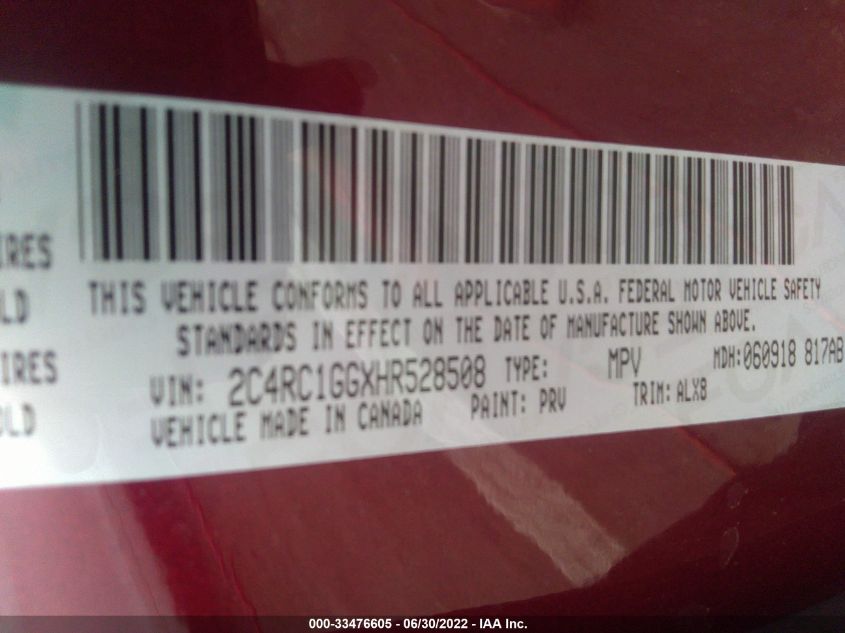 IRES
LD
IRES
LD
THIS VEHICLE CONFORMS TO ALL APPLICABLE U.S.A. FEDERAL MOTOR VEHICLE SAFETY
STANDARDS IN EFFECT ON THE DATE OF MANUFACTURE SHOWN ABOVE.
VIN: 2C4RC1GGXHR528508 TYPE: MPV MDH:060918 817AB
VEHICLE MADE IN CANADA PAINT: PRV TRIM: ALX8
000-33476605 - 06/30/2022 - IAA Inc.